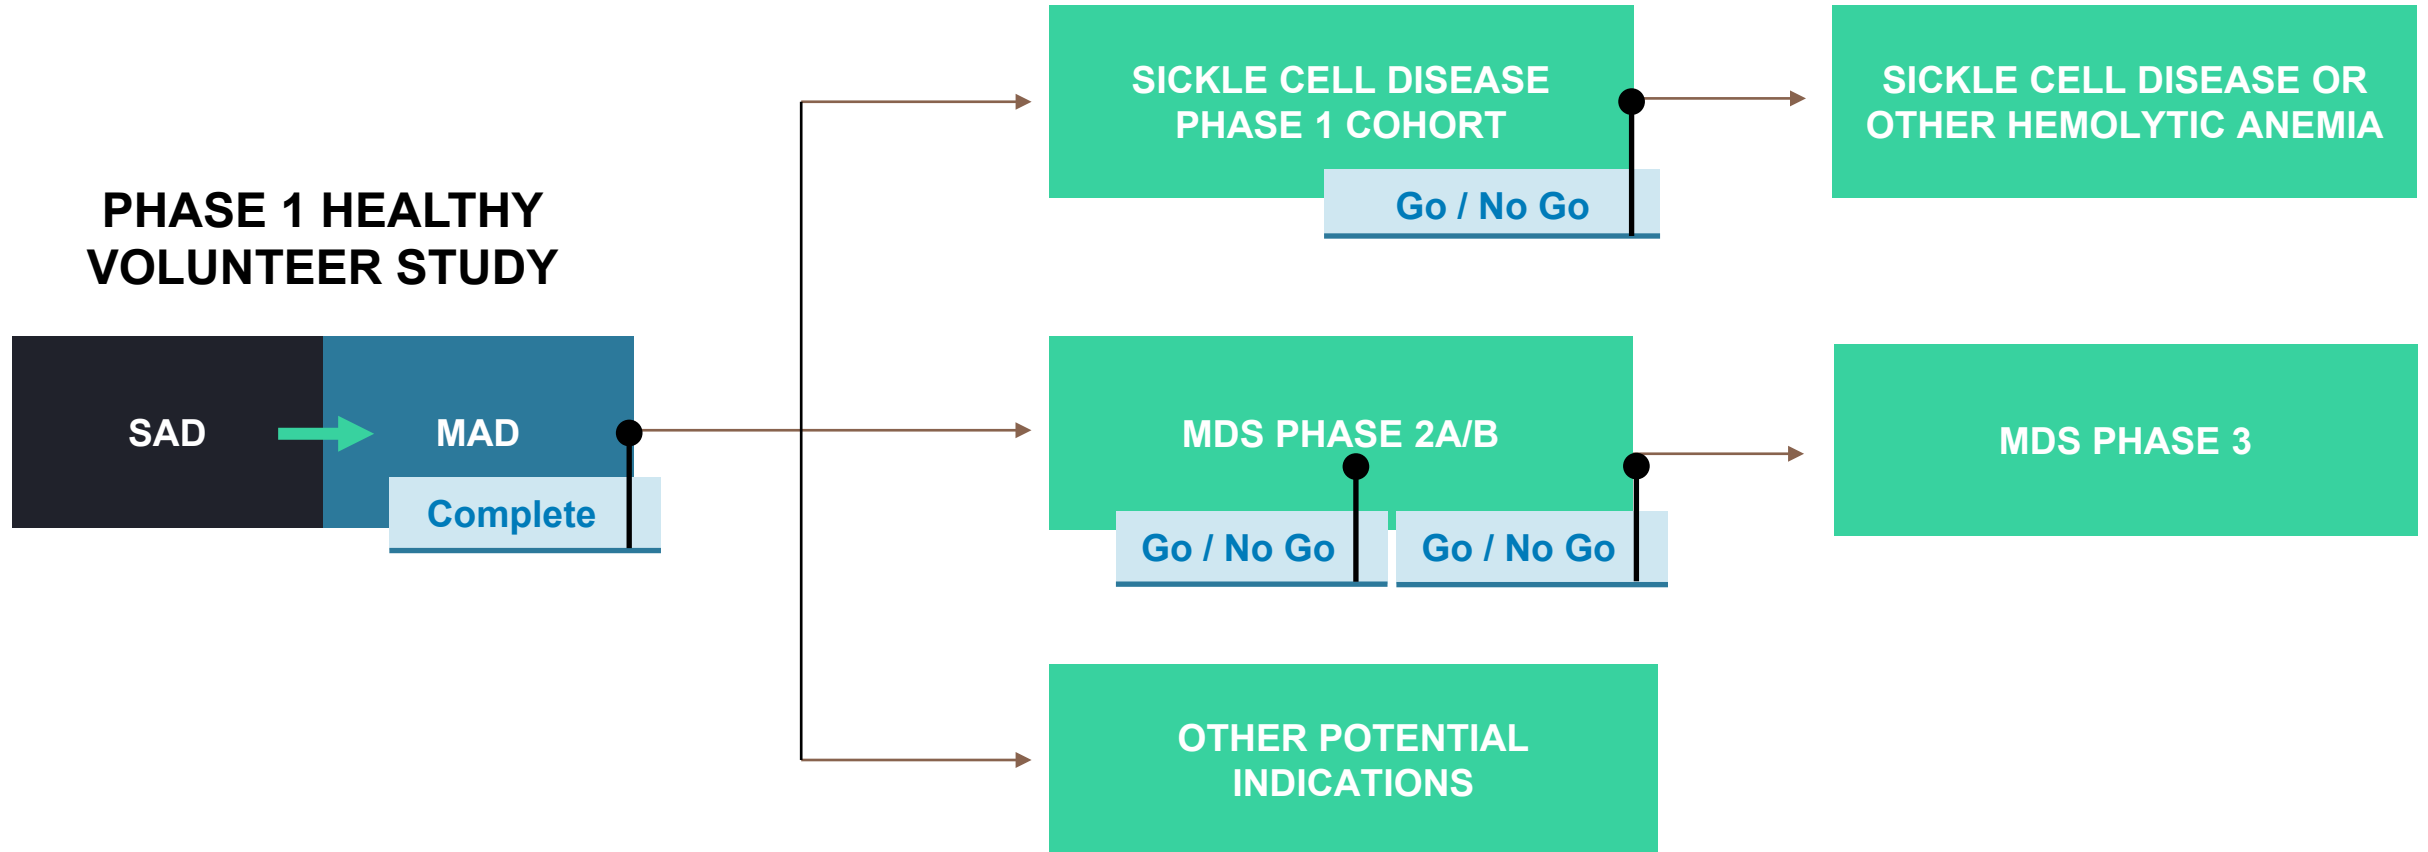 PHASE 1 HEALTHY
VOLUNTEER STUDY
SAD
MAD
Complete
SICKLE CELL DISEASE
PHASE 1 COHORT
Go / No Go
SICKLE CELL DISEASE OR
OTHER HEMOLYTIC ANEMIA
MDS PHASE 2A/B
Go / No Go
Go / No Go
MDS PHASE 3
OTHER POTENTIAL
INDICATIONS